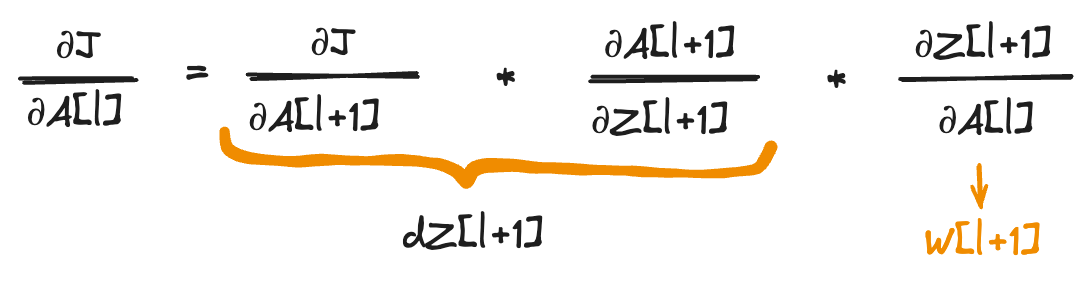 ∂J/∂A[l] = ∂J/∂A[l+1] * ∂A[l+1]/∂Z[l+1] * ∂Z[l+1]/∂A[l]
dZ[l+1] w[l+1]